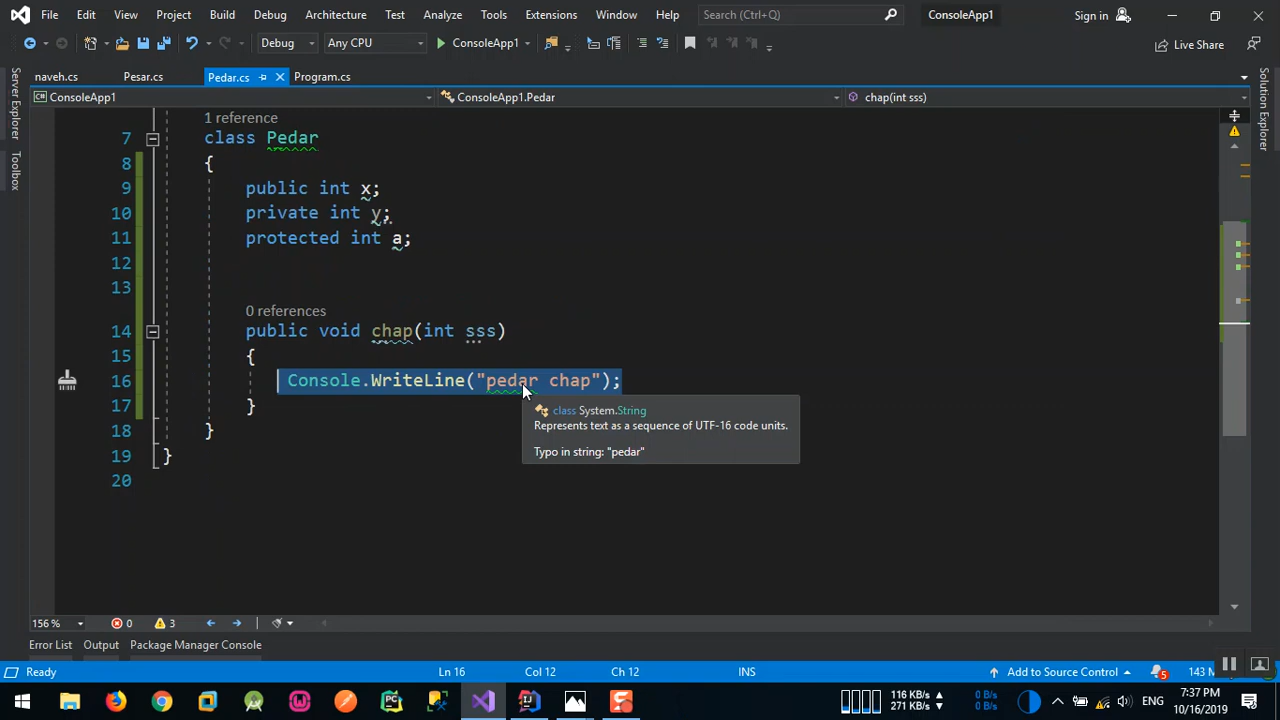 File Edit View Project Build Debug Architecture Test Analyze Tools Extensions Window Help Search (Ctrl+Q) ConsoleApp1 Sign in
Debug Any CPU ConsoleApp1 Live Share
naveh.cs Pesar.cs Pedar.cs Program.cs
ConsoleApp1 ConsoleApp1.Pedar chap(int sss)
Server Explorer
Toolbox
Solution Explorer
1 reference
7 class Pedar
8 {
9 public int x;
10 private int y;
11 protected int a;
12
13
0 references
14 public void chap(int sss)
15 {
16 Console.WriteLine("pedar chap");
17 }
18 }
19 }
20
class System.String
Represents text as a sequence of UTF-16 code units.
Typo in string: "pedar"
156 % 0 3
Error List Output Package Manager Console
Ready Ln 16 Col 12 Ch 12 INS Add to Source Control 5 143 M
116 KB/s 0 B/s ENG 7:37 PM
271 KB/s 0 B/s 10/16/2019